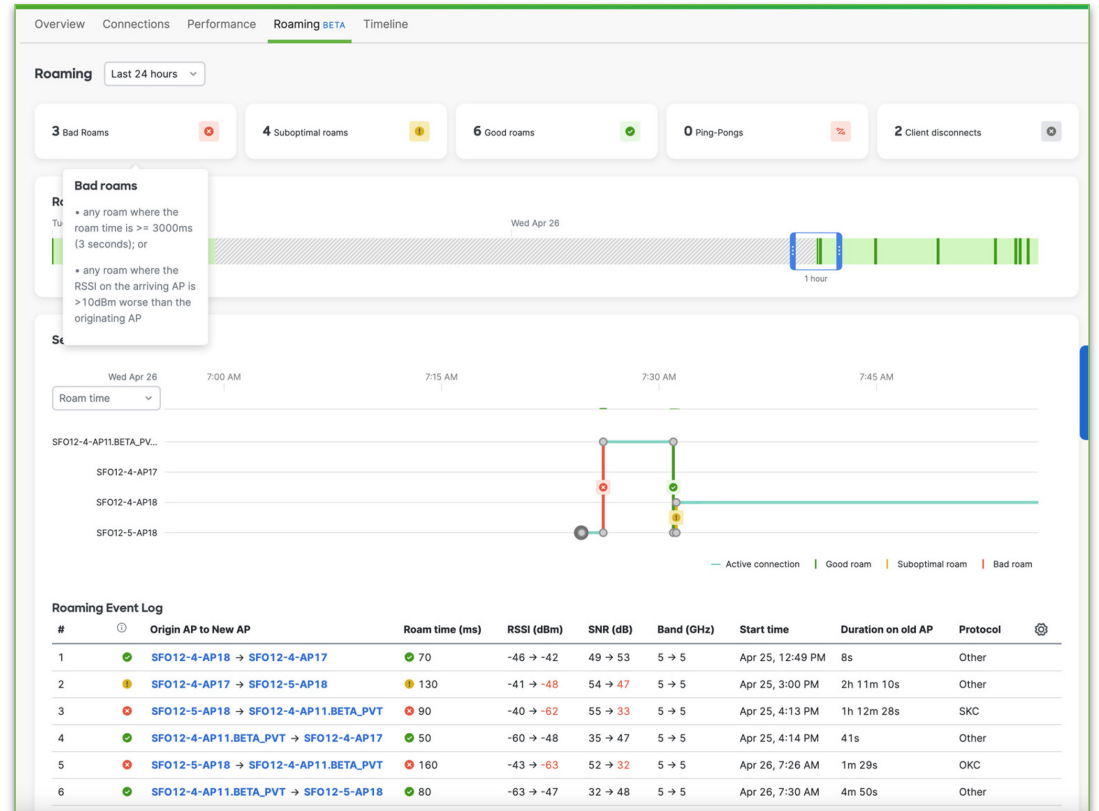 Overview Connections Performance Roaming BETA Timeline
Roaming Last 24 hours
3 Bad Roams 4 Suboptimal roams 6 Good roams 0 Ping-Pongs 2 Client disconnects
Bad roams
• any roam where the
roam time is >= 3000ms
(3 seconds); or
• any roam where the
RSSI on the arriving AP is
>10dBm worse than the
originating AP
Wed Apr 26
1 hour
Wed Apr 26 7:00 AM 7:15 AM 7:30 AM 7:45 AM
Roam time
SFO12-4-AP11.BETA_PV...
SFO12-4-AP17
SFO12-4-AP18
SFO12-5-AP18
Active connection Good roam Suboptimal roam Bad roam
Roaming Event Log
# Origin AP to New AP Roam time (ms) RSSI (dBm) SNR (dB) Band (GHz) Start time Duration on old AP Protocol
1 SFO12-4-AP18 → SFO12-4-AP17 70 -46 → -42 49 → 53 5 → 5 Apr 25, 12:49 PM 8s Other
2 SFO12-4-AP17 → SFO12-5-AP18 130 -41 → -48 54 → 47 5 → 5 Apr 25, 3:00 PM 2h 11m 10s Other
3 SFO12-5-AP18 → SFO12-4-AP11.BETA_PVT 90 -40 → -62 55 → 33 5 → 5 Apr 25, 4:13 PM 1h 12m 28s SKC
4 SFO12-4-AP11.BETA_PVT → SFO12-4-AP17 50 -60 → -48 35 → 47 5 → 5 Apr 25, 4:14 PM 41s Other
5 SFO12-5-AP18 → SFO12-4-AP11.BETA_PVT 160 -43 → -63 52 → 32 5 → 5 Apr 26, 7:26 AM 1m 29s OKC
6 SFO12-4-AP11.BETA_PVT → SFO12-5-AP18 80 -63 → -47 32 → 48 5 → 5 Apr 26, 7:30 AM 4m 50s Other